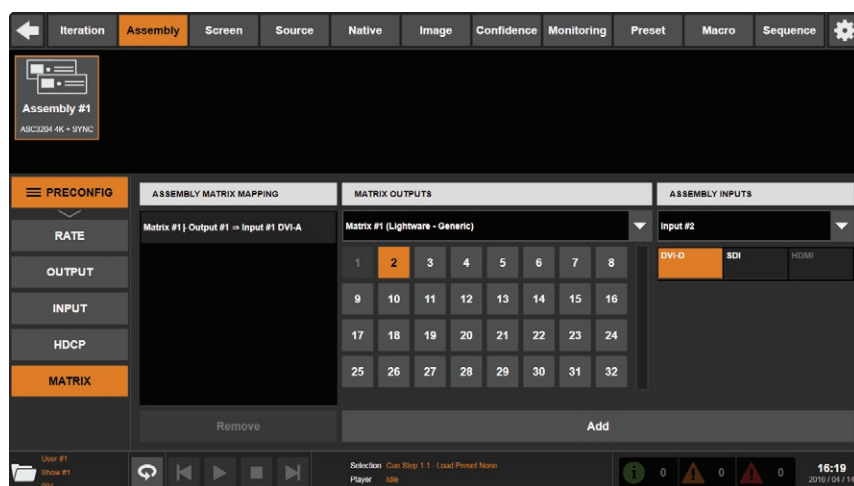 Iteration Assembly Screen Source Native Image Confidence Monitoring Preset Macro Sequence
Assembly #1
ASC3204 4K + SYNC
PRECONFIG
RATE
OUTPUT
INPUT
HDCP
MATRIX
ASSEMBLY MATRIX MAPPING
Matrix #1 Output #1 ⇒ Input #1 DVI-A
Remove
MATRIX OUTPUTS
Matrix #1 (Lightware - Generic)
1 2 3 4 5 6 7 8
9 10 11 12 13 14 15 16
17 18 19 20 21 22 23 24
25 26 27 28 29 30 31 32
ASSEMBLY INPUTS
Input #2
DVI-D SDI HDMI
Add
User #1
Show #1
Selection Cue Step 1.1 - Load Preset None
Player Idle
0 0 0
16:19
2016 / 04 / 14